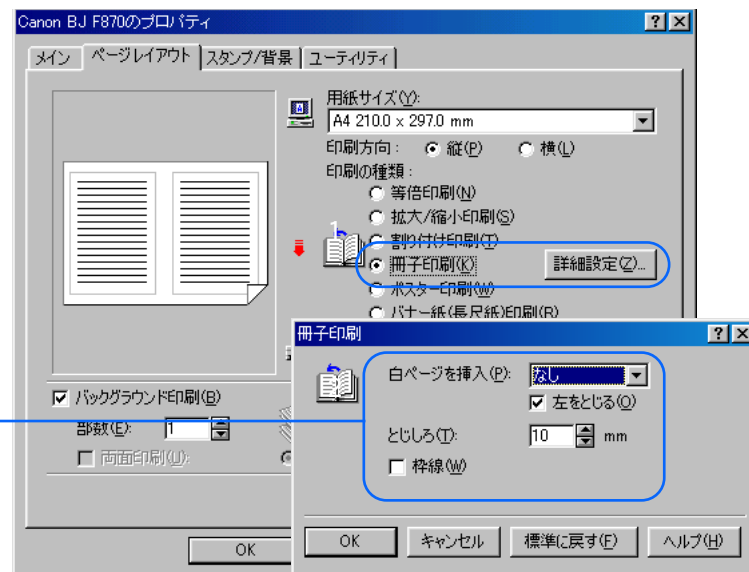 Canon BJ F870のプロパティ
メイン ページレイアウト スタンプ/背景 ユーティリティ
用紙サイズ(Y):
A4 210.0 x 297.0 mm
印刷方向: 縦(P) 横(L)
印刷の種類:
等倍印刷(N)
拡大/縮小印刷(S)
割り付け印刷(T)
冊子印刷(K) 詳細設定(Z)...
ポスター印刷(W)
バナー紙(長尺紙)印刷(R)
バックグラウンド印刷(B)
部数(E): 1
両面印刷(U):
OK
冊子印刷
白ページを挿入(P): なし
左をとじる(O)
とじしろ(T): 10 mm
枠線(W)
OK キャンセル 標準に戻す(F) ヘルプ(H)